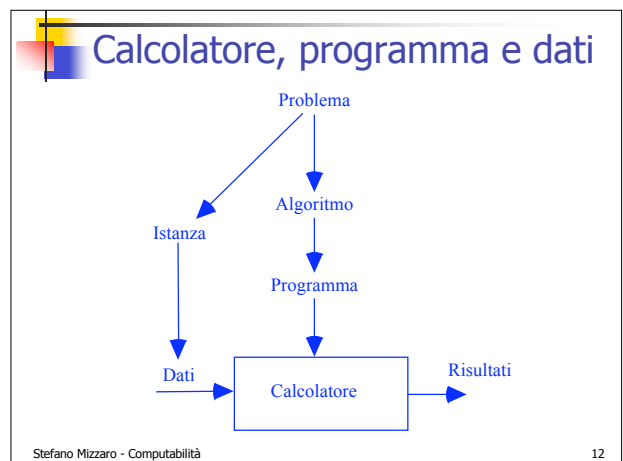 Calcolatore, programma e dati
Problema
Algoritmo
Istanza
Programma
Dati
Calcolatore
Risultati
Stefano Mizzaro - Computabilità
12